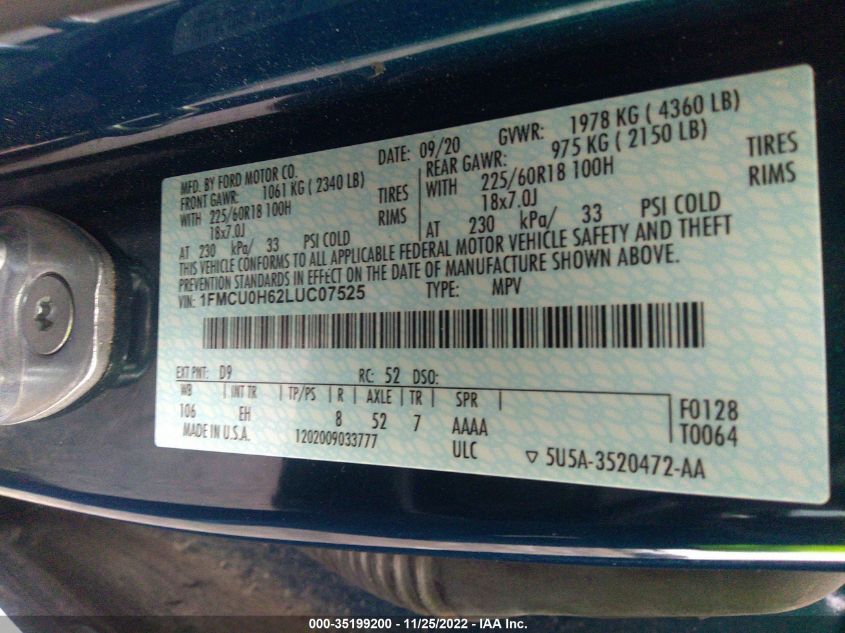 MFD. BY FORD MOTOR CO.
DATE: 09/20 GVWR: 1978 KG ( 4360 LB)
FRONT GAWR: 1061 KG ( 2340 LB)
REAR GAWR: 975 KG ( 2150 LB)
WITH 225/60R18 100H TIRES
WITH 225/60R18 100H TIRES
18x7.0J RIMS
18x7.0J RIMS
AT 230 kPa/ 33 PSI COLD
AT 230 kPa/ 33 PSI COLD
THIS VEHICLE CONFORMS TO ALL APPLICABLE FEDERAL MOTOR VEHICLE SAFETY AND THEFT
PREVENTION STANDARDS IN EFFECT ON THE DATE OF MANUFACTURE SHOWN ABOVE.
VIN: 1FMCU0H62LUC07525 TYPE: MPV
EXT PNT: D9 RC: 52 DSO:
WB INT TR TP/PS R AXLE TR SPR
106 EH 8 52 7 AAAA
F0128
T0064
MADE IN U.S.A. 1202009033777 ULC
▽ 5U5A-3520472-AA
000-35199200 - 11/25/2022 - IAA Inc.